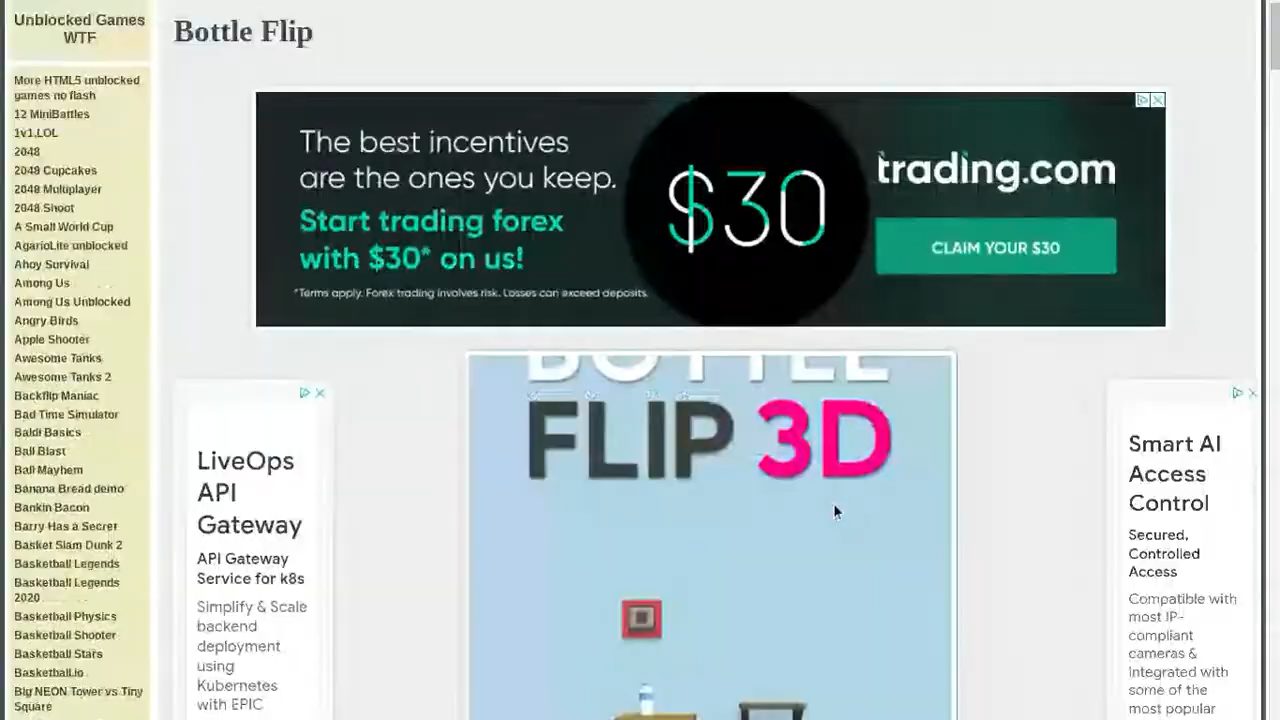 Unblocked Games
WTF
More HTML5 unblocked
games no flash
12 MiniBattles
1v1.LOL
2048
2048 Cupcakes
2048 Multiplayer
2048 Shoot
A Small World Cup
AgarioLite unblocked
Ahoy Survival
Among Us
Among Us Unblocked
Angry Birds
Apple Shooter
Awesome Tanks
Awesome Tanks 2
Backflip Maniac
Bad Time Simulator
Baldi Basics
Ball Blast
Ball Mayhem
Banana Bread demo
Bankin Bacon
Barry Has a Secret
Basket Slam Dunk 2
Basketball Legends
Basketball Legends
2020
Basketball Physics
Basketball Shooter
Basketball Stars
Basketball.io
Big NEON Tower vs Tiny
Square
Bottle Flip
The best incentives
are the ones you keep.
Start trading forex
with $30* on us!
*Terms apply. Forex trading involves risk. Losses can exceed deposits.
$30
trading.com
CLAIM YOUR $30
BOTTLE
FLIP 3D
LiveOps
API
Gateway
API Gateway
Service for k8s
Simplify & Scale
backend
deployment
using
Kubernetes
with EPIC
Smart AI
Access
Control
Secured,
Controlled
Access
Compatible with
most IP-
compliant
cameras &
Integrated with
some of the
most popular